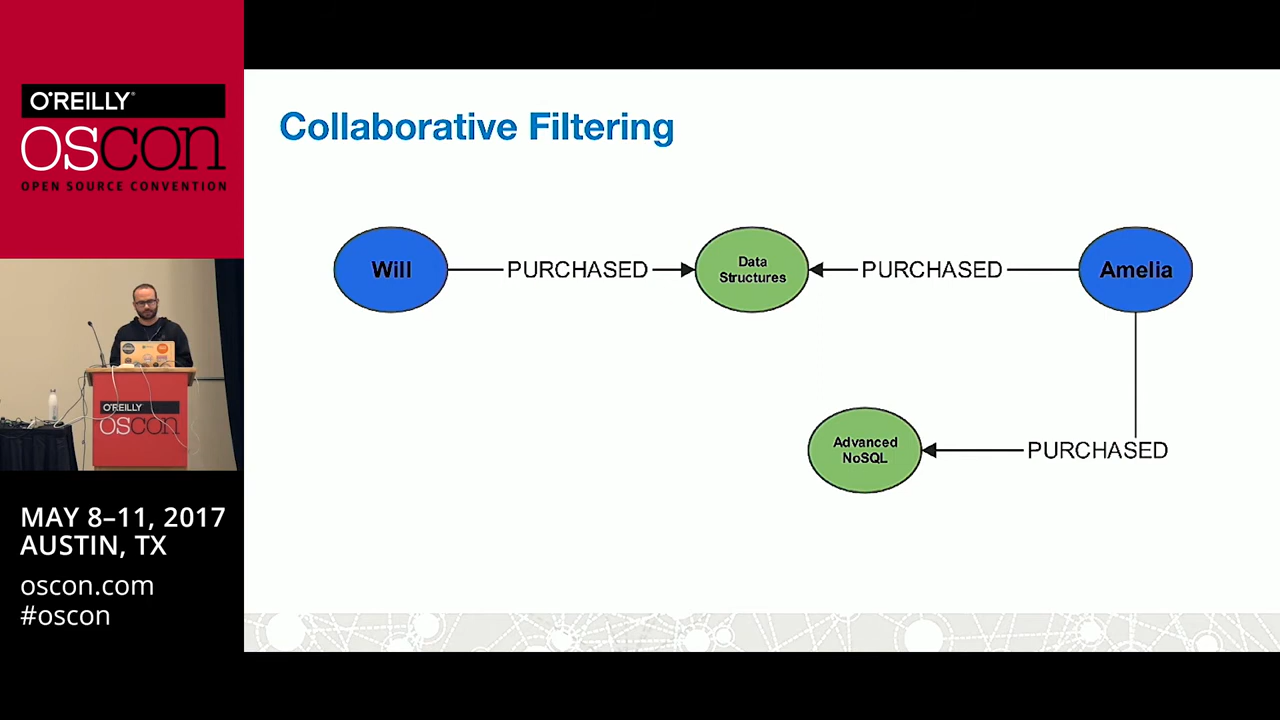 O'REILLY®
OSCON
OPEN SOURCE CONVENTION
O'REILLY
OSCON
MAY 8–11, 2017
AUSTIN, TX
oscon.com
#oscon
Collaborative Filtering
Will
PURCHASED
Data
Structures
PURCHASED
Amelia
Advanced
NoSQL
PURCHASED